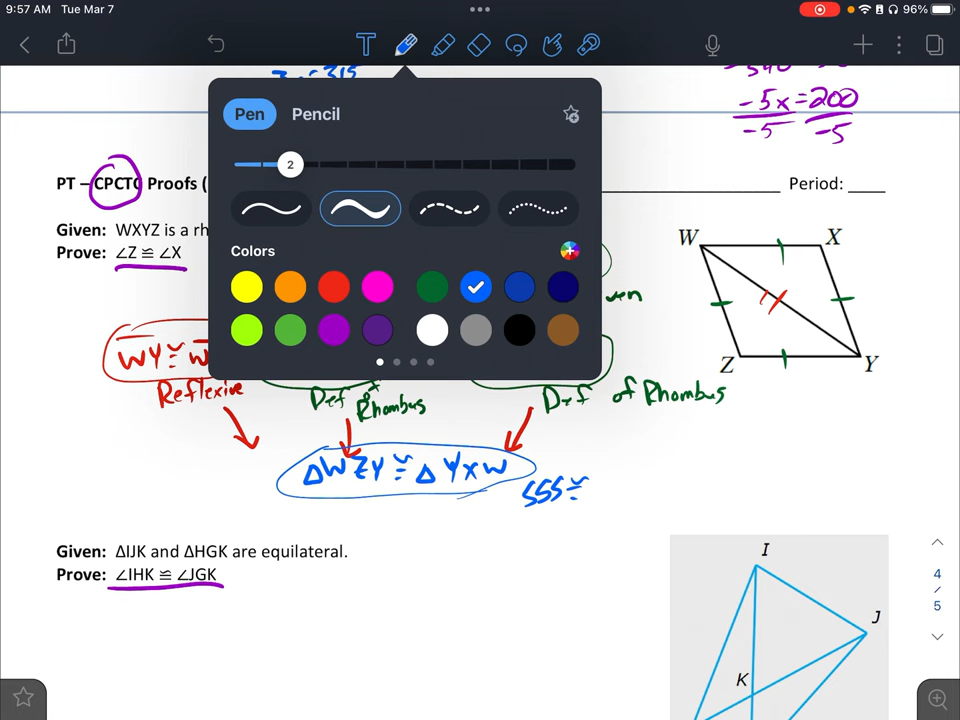 9:57 AM Tue Mar 7
96%
T
-5x=200
-5 -5
Pen Pencil
2
PT – CPCTC Proofs ( Period: ____
Given: WXYZ is a rh
Prove: ∠Z ≅ ∠X
Colors
W X
Z Y
WY≅W
Reflexive
Def of Rhombus
Def of Rhombus
ΔWZY≅ΔYXW
SSS≅
Given: ΔIJK and ΔHGK are equilateral.
Prove: ∠IHK ≅ ∠JGK
I
J
K
4
5